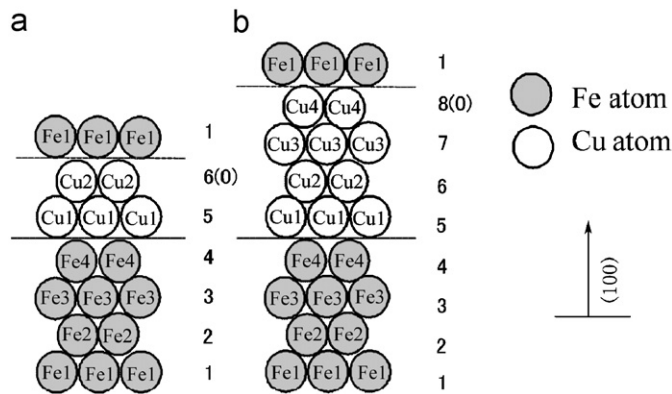 a
Fe1 Fe1 Fe1 1
Cu2 Cu2 6(0)
Cu1 Cu1 Cu1 5
Fe4 Fe4 4
Fe3 Fe3 Fe3 3
Fe2 Fe2 2
Fe1 Fe1 Fe1 1
b
Fe1 Fe1 Fe1 1
Cu4 Cu4 8(0)
Cu3 Cu3 Cu3 7
Cu2 Cu2 6
Cu1 Cu1 Cu1 5
Fe4 Fe4 4
Fe3 Fe3 Fe3 3
Fe2 Fe2 2
Fe1 Fe1 Fe1 1
Fe atom
Cu atom
(100)